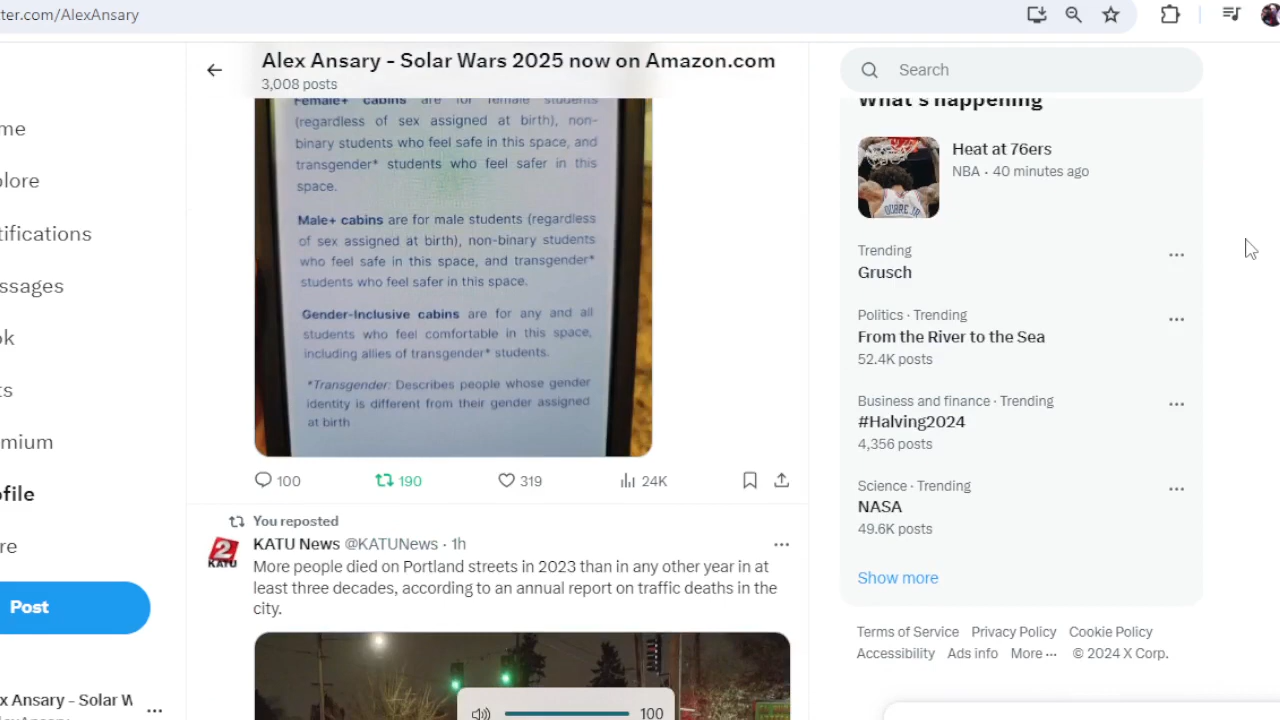 ter.com/AlexAnsary
Alex Ansary - Solar Wars 2025 now on Amazon.com
3,008 posts
Search
me
plore
tifications
ssages
k
ts
mium
ofile
re
Post
x Ansary - Solar W
Female+ cabins are for female students
(regardless of sex assigned at birth), non-
binary students who feel safe in this space, and
transgender* students who feel safer in this
space.
Male+ cabins are for male students (regardless
of sex assigned at birth), non-binary students
who feel safe in this space, and transgender*
students who feel safer in this space.
Gender-Inclusive cabins are for any and all
students who feel comfortable in this space,
including allies of transgender* students.
*Transgender: Describes people whose gender
identity is different from their gender assigned
at birth
100 190 319 24K
You reposted
KATU News @KATUNews · 1h
More people died on Portland streets in 2023 than in any other year in at
least three decades, according to an annual report on traffic deaths in the
city.
2
KATU
100
What's happening
Heat at 76ers
NBA · 40 minutes ago
Trending
Grusch
Politics · Trending
From the River to the Sea
52.4K posts
Business and finance · Trending
#Halving2024
4,356 posts
Science · Trending
NASA
49.6K posts
Show more
Terms of Service Privacy Policy Cookie Policy
Accessibility Ads info More ··· © 2024 X Corp.